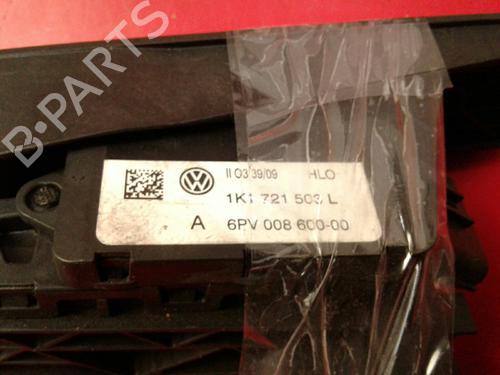 B-PARTS
II 03 39/09 HLO
1K1 721 503 L
A 6PV 008 600-00